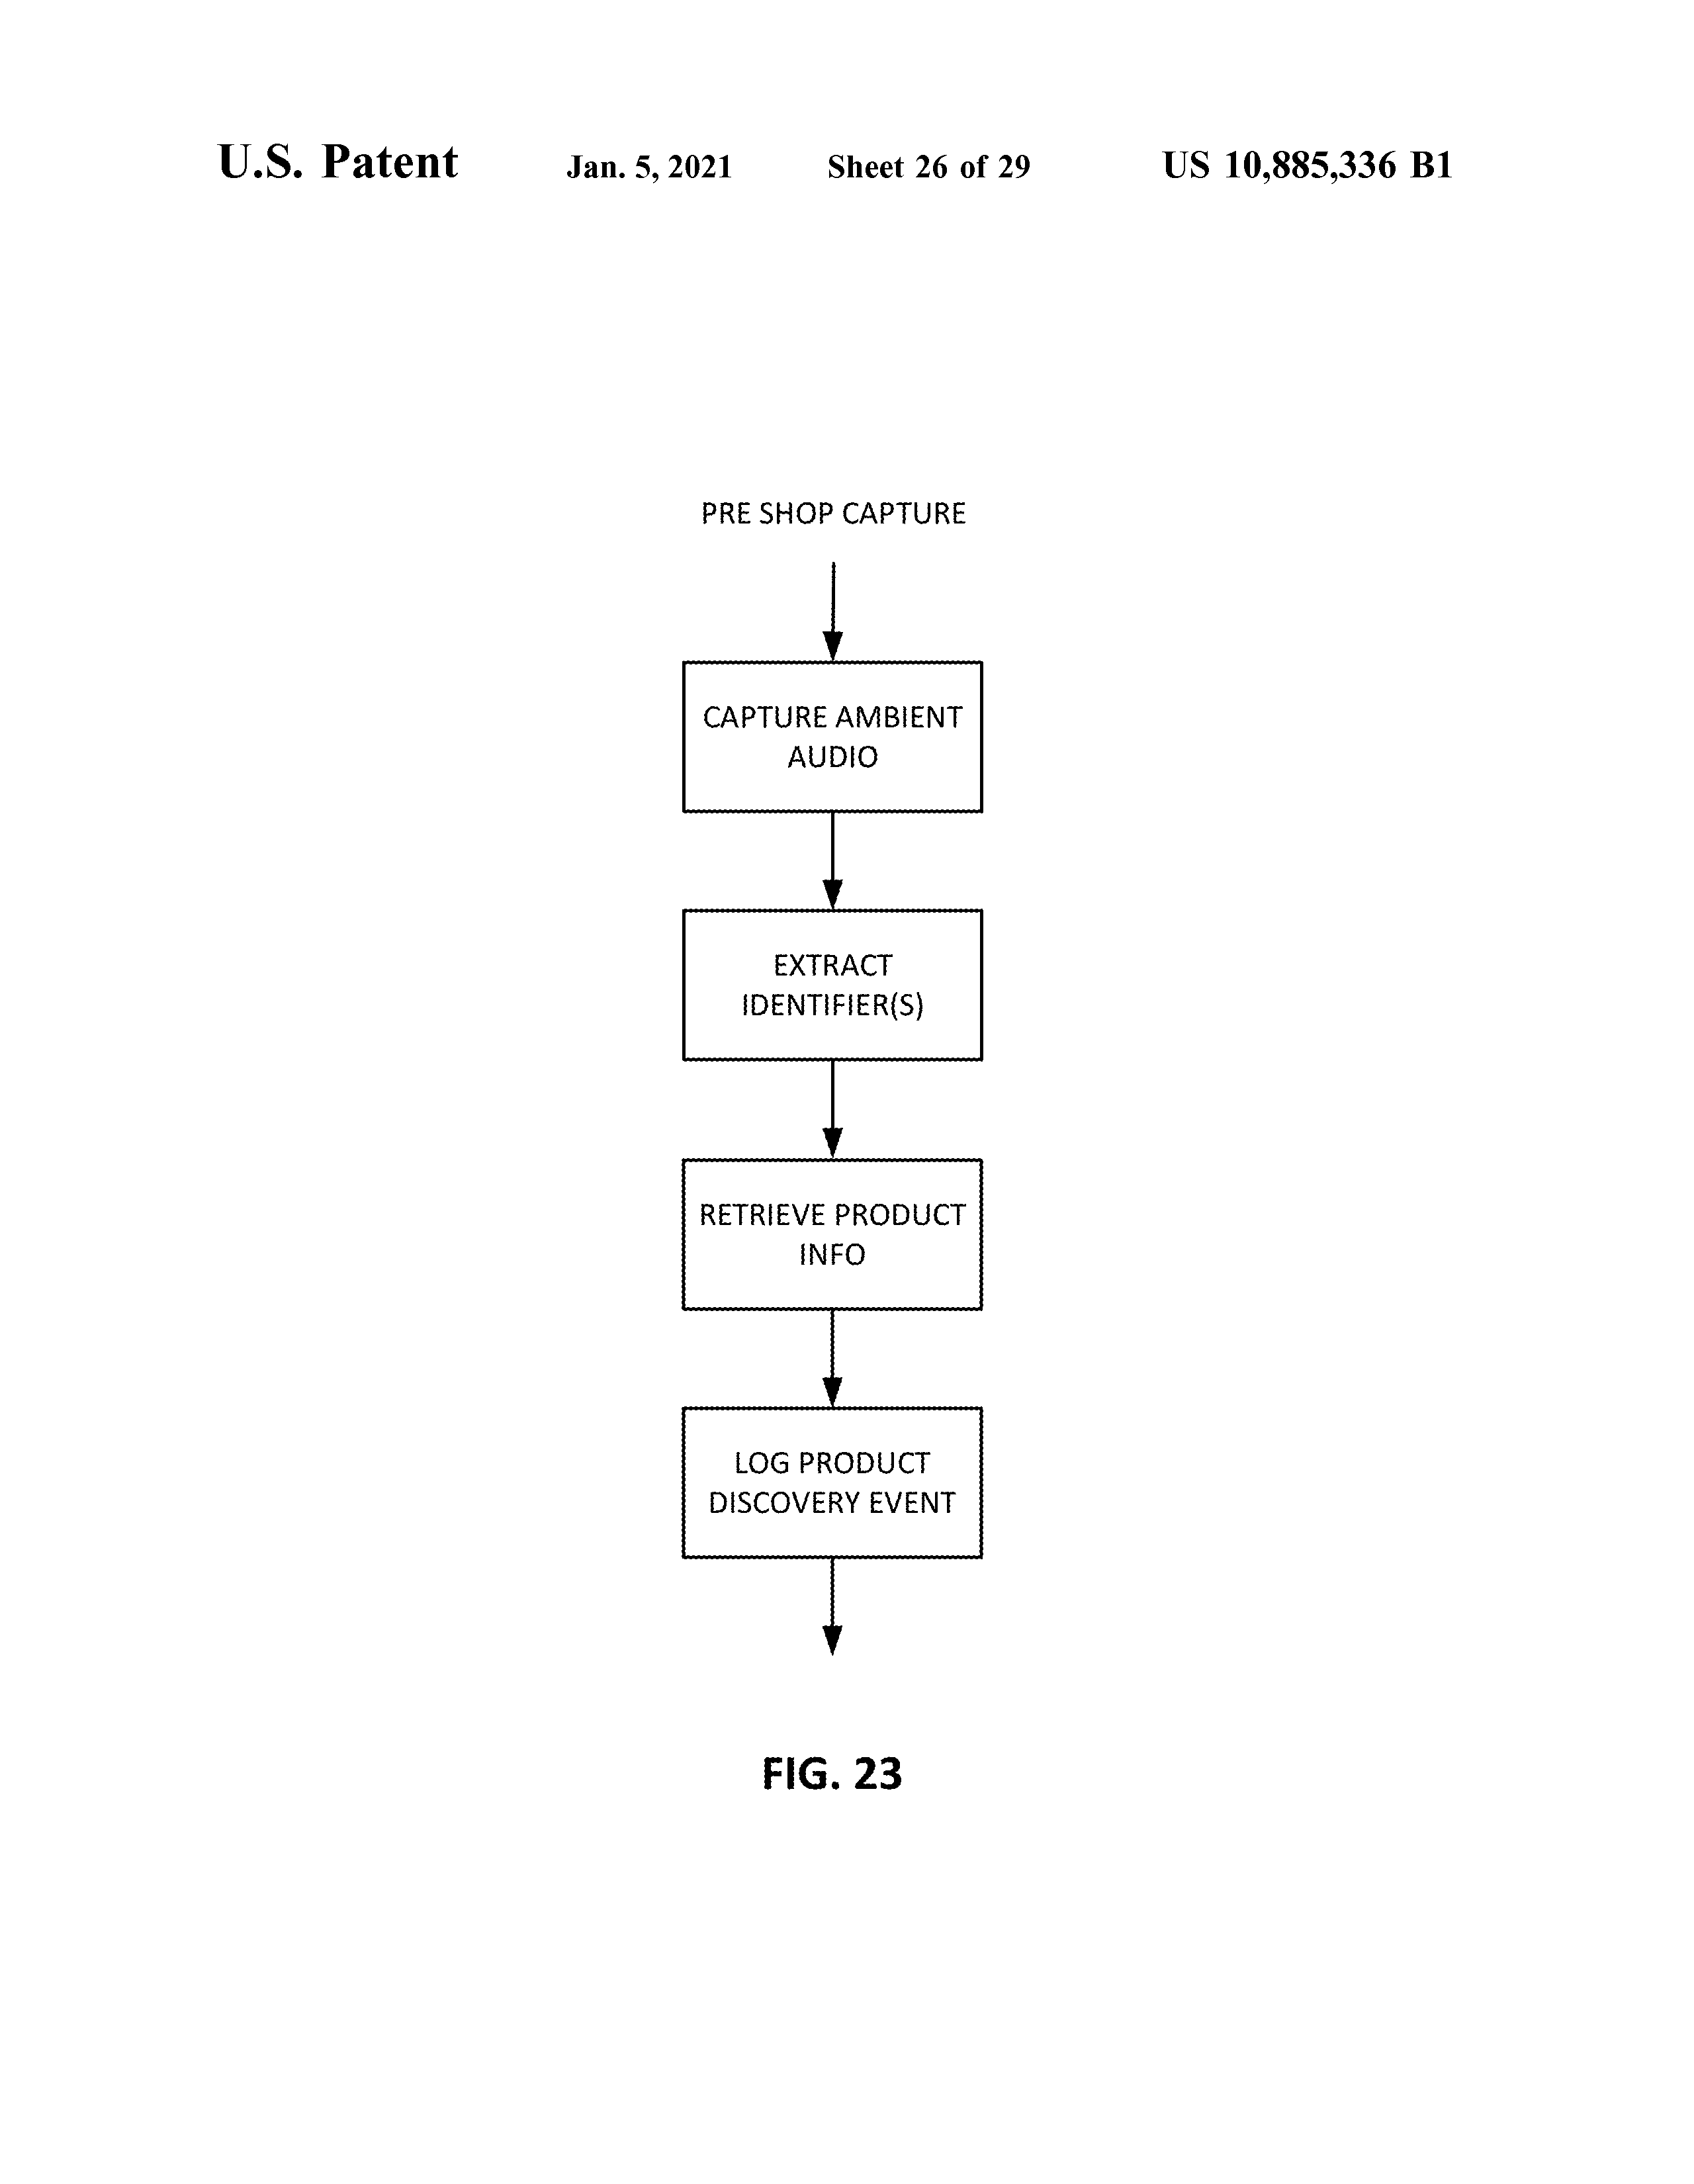 U.S. Patent Jan. 5, 2021 Sheet 26 of 29 US 10,885,336 B1
PRE SHOP CAPTURE
CAPTURE AMBIENT
AUDIO
EXTRACT
IDENTIFIER(S)
RETRIEVE PRODUCT
INFO
LOG PRODUCT
DISCOVERY EVENT
FIG. 23